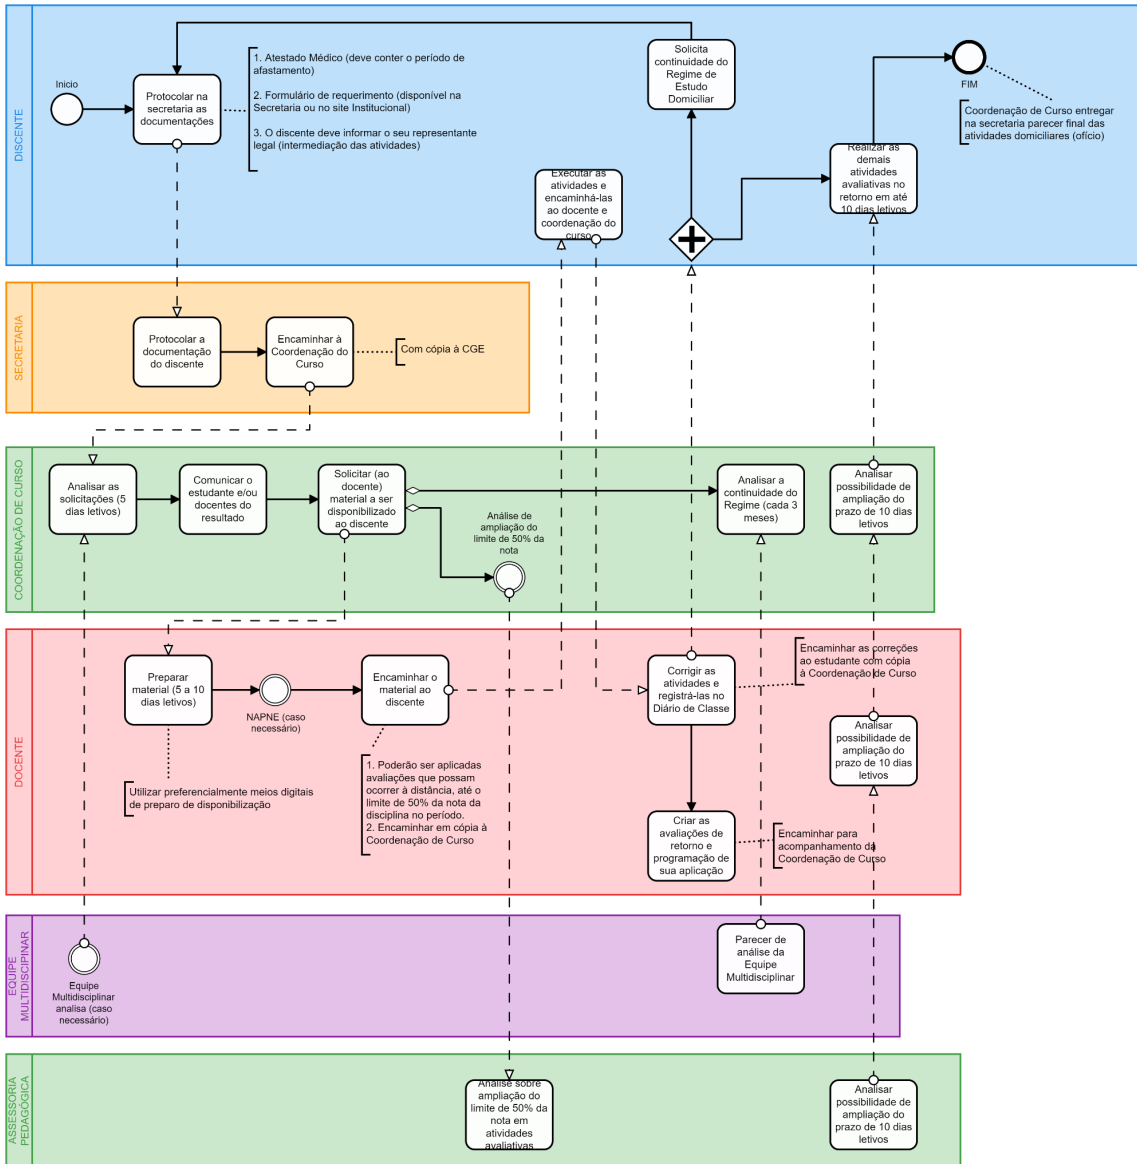 DISCENTE
Inicio
Protocolar na
secretaria as
documentações
1. Atestado Médico (deve conter o período de
afastamento)
2. Formulário de requerimento (disponível na
Secretaria ou no site Institucional)
3. O discente deve informar o seu representante
legal (intermediação das atividades)
Executar as
atividades e
encaminhá-las
ao docente e
coordenação do
curso
Solicita
continuidade do
Regime de
Estudo
Domiciliar
Realizar as
demais
atividades
avaliativas no
retorno em até
10 dias letivos
FIM
Coordenação de Curso entregar
na secretaria parecer final das
atividades domiciliares (ofício)
SECRETARIA
Protocolar a
documentação
do discente
Encaminhar à
Coordenação do
Curso
Com cópia à CGE
COORDENAÇÃO DE CURSO
Analisar as
solicitações (5
dias letivos)
Comunicar o
estudante e/ou
docentes do
resultado
Solicitar (ao
docente)
material a ser
disponibilizado
ao discente
Análise de
ampliação do
limite de 50% da
nota
Analisar a
continuidade do
Regime (cada 3
meses)
Analisar
possibilidade de
ampliação do
prazo de 10 dias
letivos
DOCENTE
Preparar
material (5 a 10
dias letivos)
NAPNE (caso
necessário)
Encaminhar o
material ao
discente
Utilizar preferencialmente meios digitais
de preparo de disponibilização
1. Poderão ser aplicadas
avaliações que possam
ocorrer à distância, até o
limite de 50% da nota da
disciplina no período.
2. Encaminhar em cópia à
Coordenação de Curso
Corrigir as
atividades e
registrá-las no
Diário de Classe
Encaminhar as correções
ao estudante com cópia
à Coordenação de Curso
Criar as
avaliações de
retorno e
programação de
sua aplicação
Encaminhar para
acompanhamento da
Coordenação de Curso
Analisar
possibilidade de
ampliação do
prazo de 10 dias
letivos
EQUIPE
MULTIDISCIPINAR
Equipe
Multidisciplinar
analisa (caso
necessário)
Parecer de
análise da
Equipe
Multidisciplinar
ASSESSORIA
PEDAGÓGICA
Análise sobre
ampliação do
limite de 50% da
nota em
atividades
avaliativas
Analisar
possibilidade de
ampliação do
prazo de 10 dias
letivos